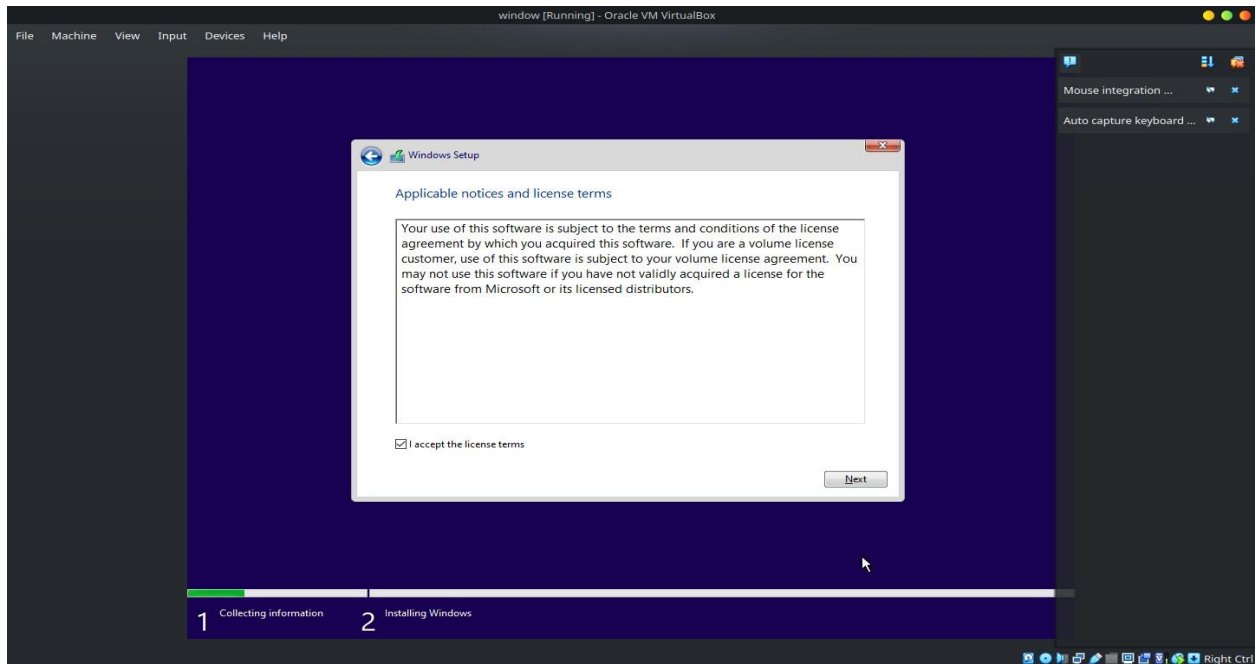 window [Running] - Oracle VM VirtualBox
File Machine View Input Devices Help
Mouse integration ...
Auto capture keyboard ...
Windows Setup
Applicable notices and license terms
Your use of this software is subject to the terms and conditions of the license
agreement by which you acquired this software. If you are a volume license
customer, use of this software is subject to your volume license agreement. You
may not use this software if you have not validly acquired a license for the
software from Microsoft or its licensed distributors.
I accept the license terms
Next
1 Collecting information 2 Installing Windows
Right Ctrl